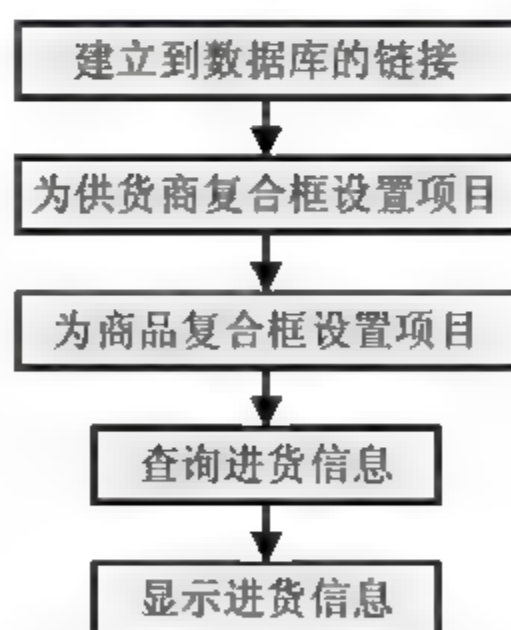 建立到数据库的链接
为供货商复合框设置项目
为商品复合框设置项目
查询进货信息
显示进货信息